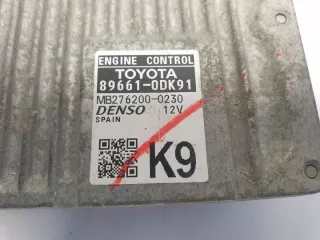 ENGINE CONTROL
TOYOTA
89661-0DK91
MB276200-0230
DENSO 12V
SPAIN
K9